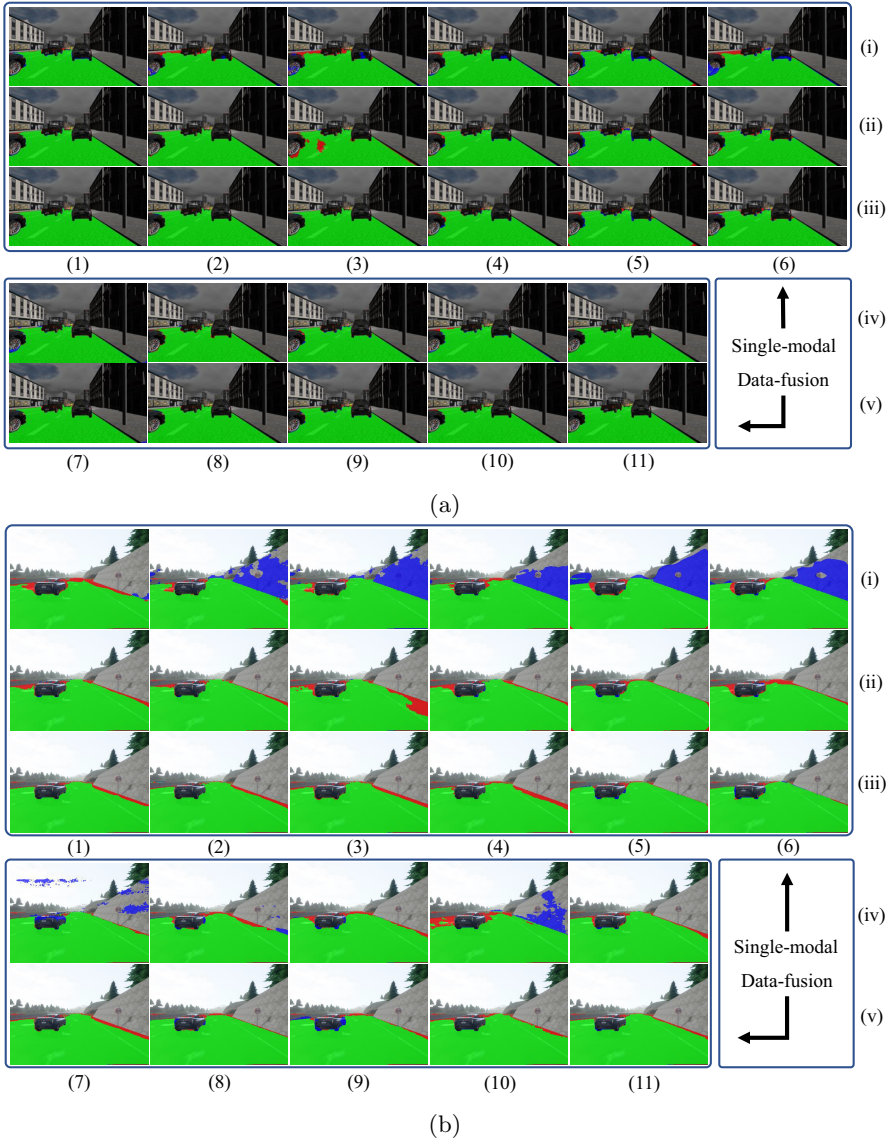 (i)
(ii)
(iii)
(1) (2) (3) (4) (5) (6)
(iv)
Single-modal
Data-fusion
(v)
(7) (8) (9) (10) (11)
(a)
(i)
(ii)
(iii)
(1) (2) (3) (4) (5) (6)
(iv)
Single-modal
Data-fusion
(v)
(7) (8) (9) (10) (11)
(b)